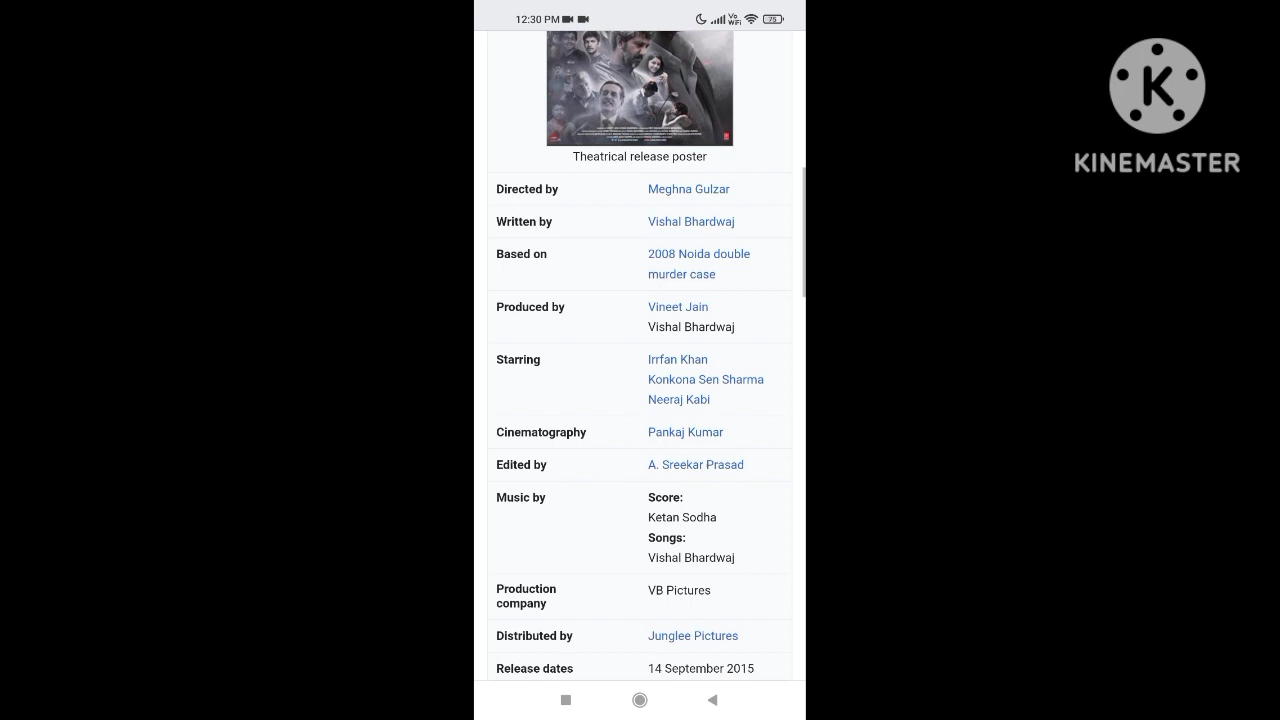 12:30 PM
Vo
WiFi
75
Theatrical release poster
Directed by
Meghna Gulzar
Written by
Vishal Bhardwaj
Based on
2008 Noida double
murder case
Produced by
Vineet Jain
Vishal Bhardwaj
Starring
Irrfan Khan
Konkona Sen Sharma
Neeraj Kabi
Cinematography
Pankaj Kumar
Edited by
A. Sreekar Prasad
Music by
Score:
Ketan Sodha
Songs:
Vishal Bhardwaj
Production
company
VB Pictures
Distributed by
Junglee Pictures
Release dates
14 September 2015
K
KINEMASTER